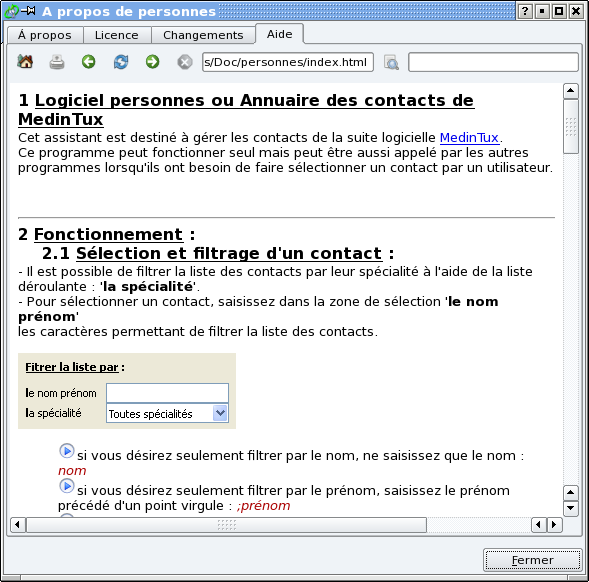 A propos de personnes
Á propos Licence Changements Aide
s/Doc/personnes/index.html
1 Logiciel personnes ou Annuaire des contacts de
MedinTux
Cet assistant est destiné à gérer les contacts de la suite logicielle MedinTux.
Ce programme peut fonctionner seul mais peut être aussi appelé par les autres
programmes lorsqu'ils ont besoin de faire sélectionner un contact par un utilisateur.
2 Fonctionnement :
2.1 Sélection et filtrage d'un contact :
- Il est possible de filtrer la liste des contacts par leur spécialité à l'aide de la liste
déroulante : 'la spécialité'.
- Pour sélectionner un contact, saisissez dans la zone de sélection 'le nom
prénom'
les caractères permettant de filtrer la liste des contacts.
Fitrer la liste par :
le nom prénom
la spécialité Toutes spécialités
si vous désirez seulement filtrer par le nom, ne saisissez que le nom :
nom
si vous désirez seulement filtrer par le prénom, saisissez le prénom
précédé d'un point virgule : ;prénom
Fermer